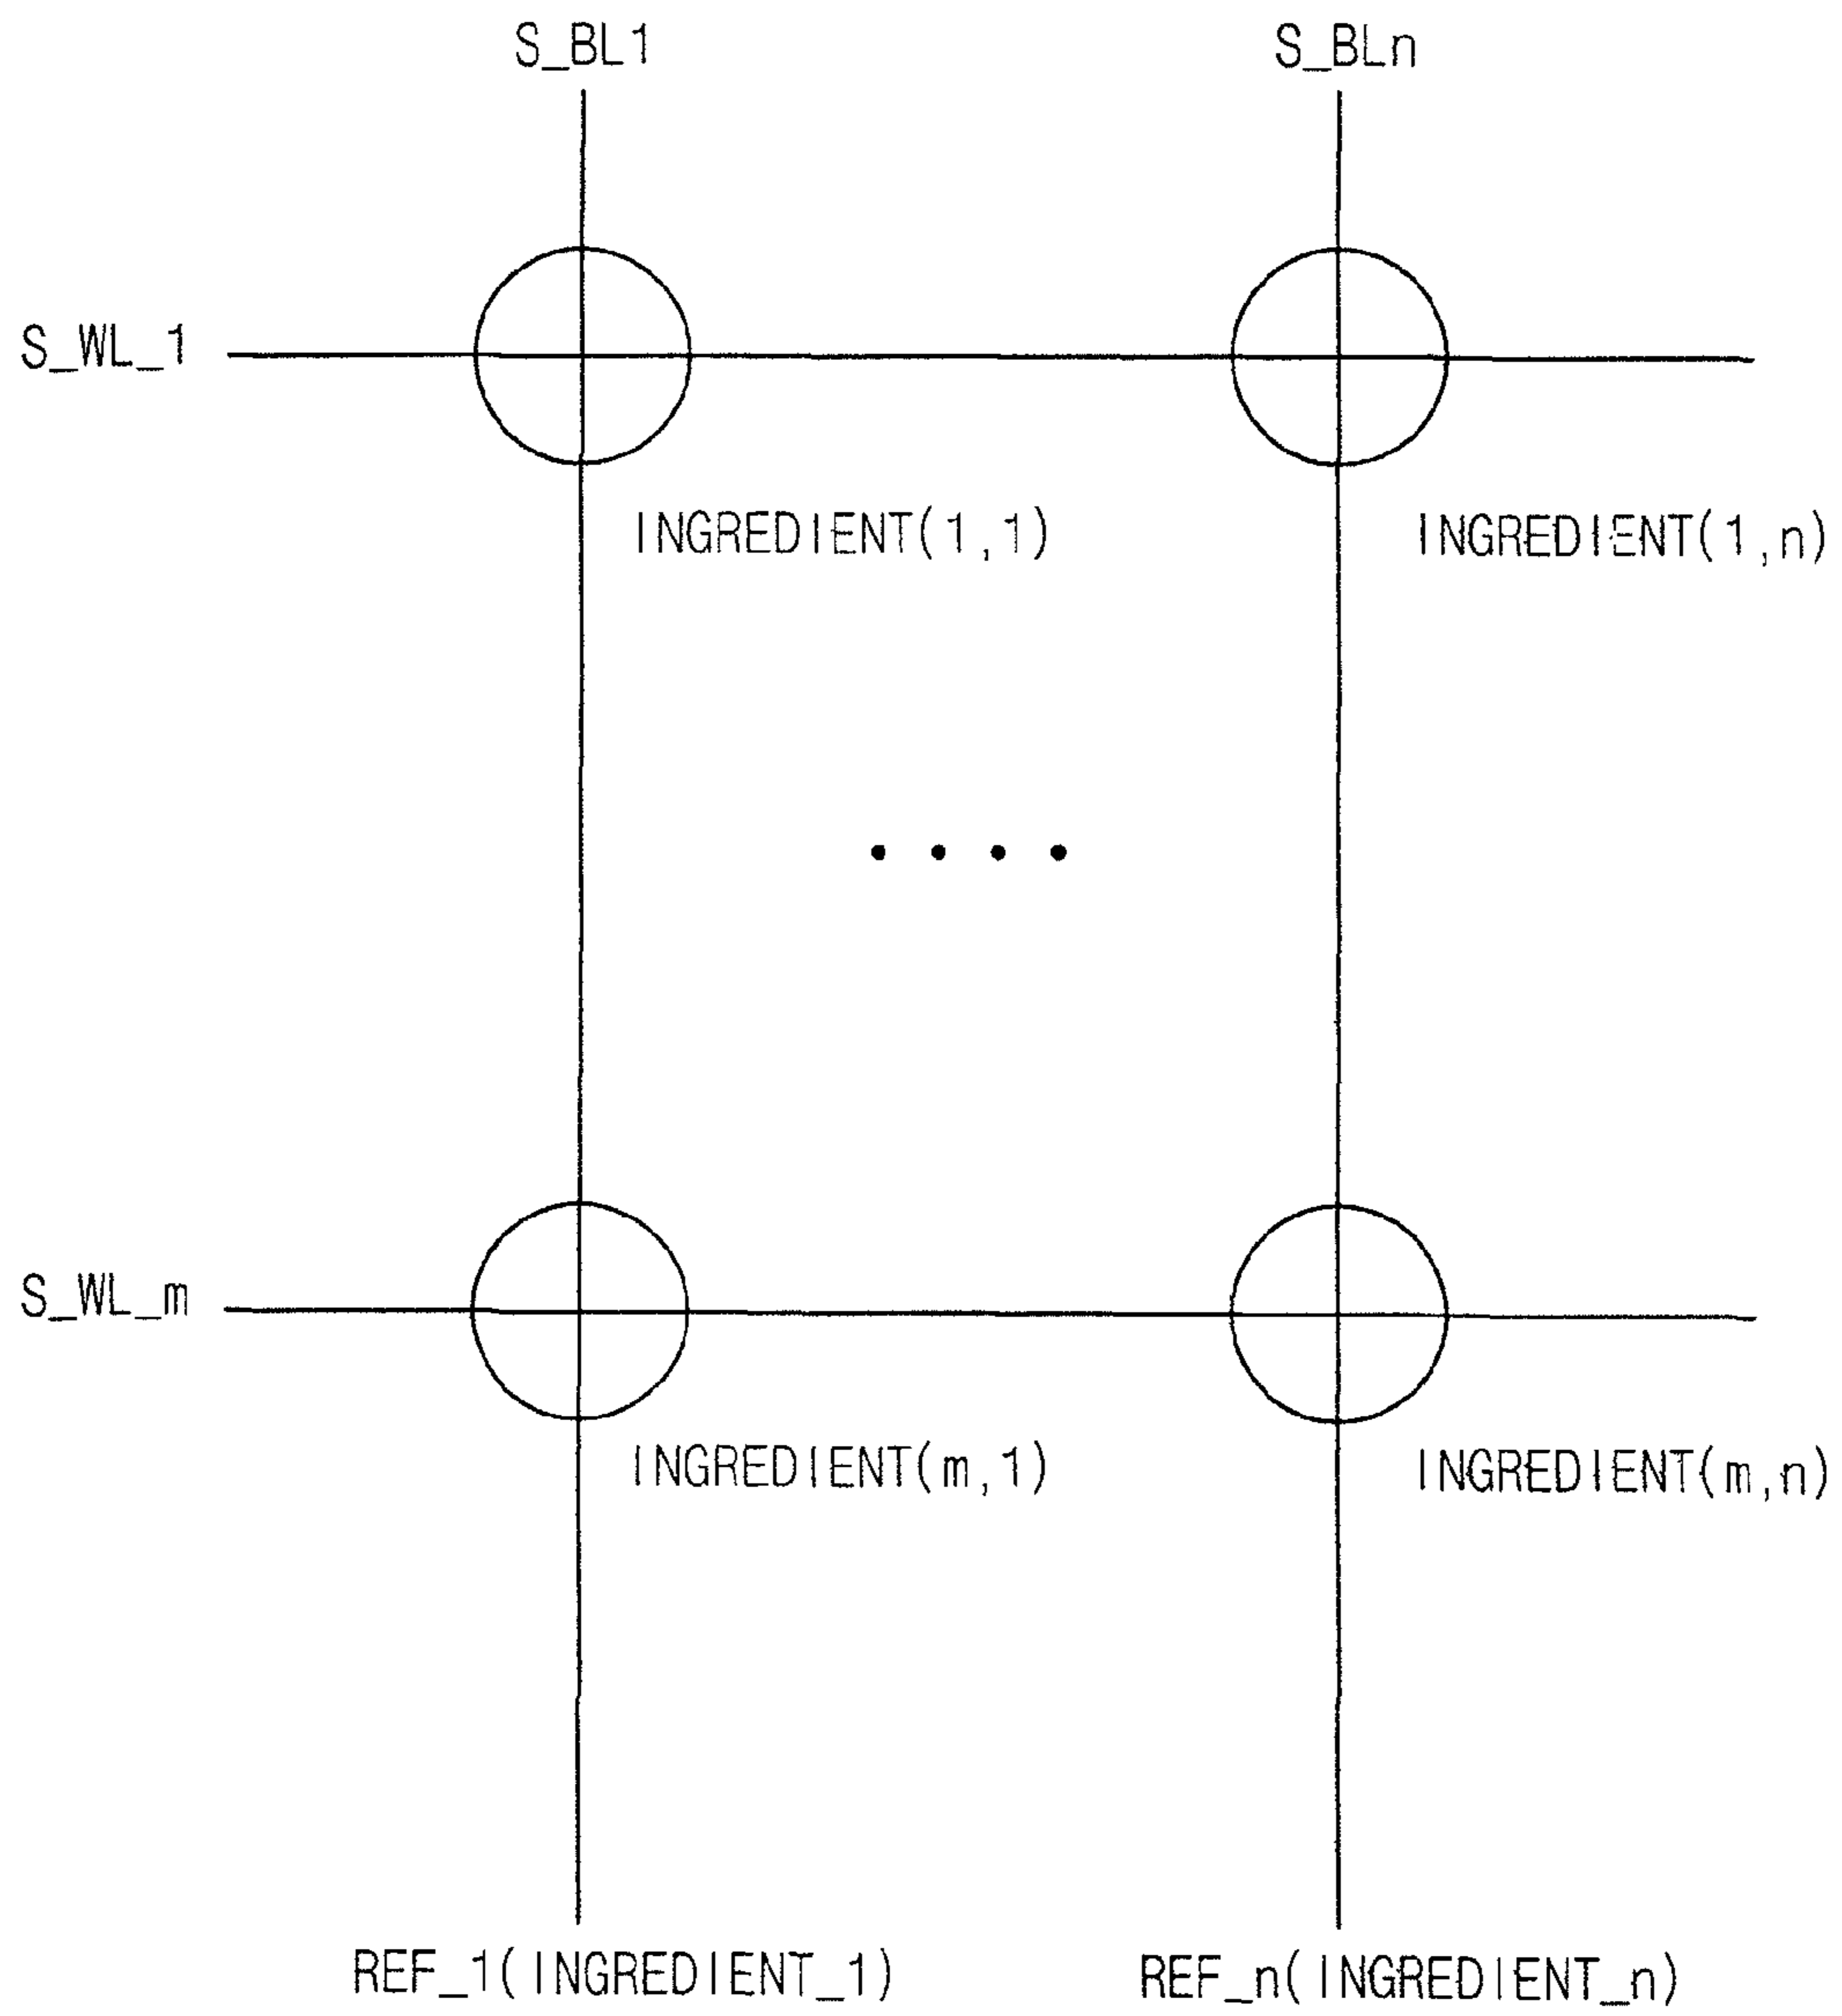 S_BL1 S_BLn
S_WL_1
INGREDIENT(1,1) INGREDIENT(1,n)
S_WL_m
INGREDIENT(m,1) INGREDIENT(m,n)
REF_1(INGREDIENT_1) REF_n(INGREDIENT_n)